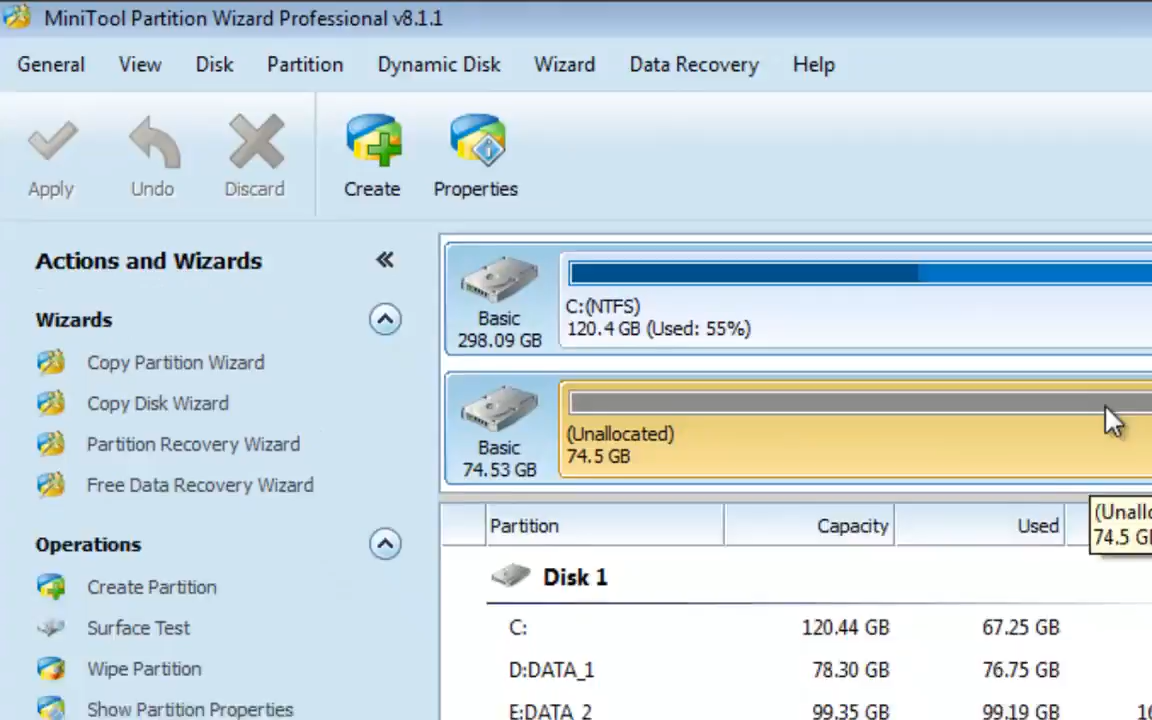 MiniTool Partition Wizard Professional v8.1.1
General View Disk Partition Dynamic Disk Wizard Data Recovery Help
Apply Undo Discard Create Properties
Actions and Wizards «
Wizards
Copy Partition Wizard
Copy Disk Wizard
Partition Recovery Wizard
Free Data Recovery Wizard
Operations
Create Partition
Surface Test
Wipe Partition
Show Partition Properties
Basic
298.09 GB
C:(NTFS)
120.4 GB (Used: 55%)
Basic
74.53 GB
(Unallocated)
74.5 GB
(Unallo
74.5 G
Partition Capacity Used
Disk 1
C: 120.44 GB 67.25 GB
D:DATA_1 78.30 GB 76.75 GB
E:DATA_2 99.35 GB 99.19 GB 16